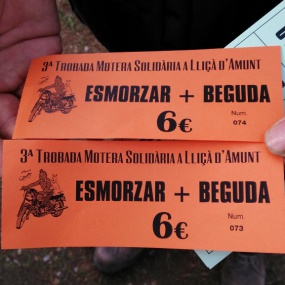 3ª TROBADA MOTERA SOLIDÀRIA A LLIÇÀ D'AMUNT
ESMORZAR + BEGUDA
6€
Num.
074
3ª TROBADA MOTERA SOLIDÀRIA A LLIÇÀ D'AMUNT
ESMORZAR + BEGUDA
6€
Num.
073